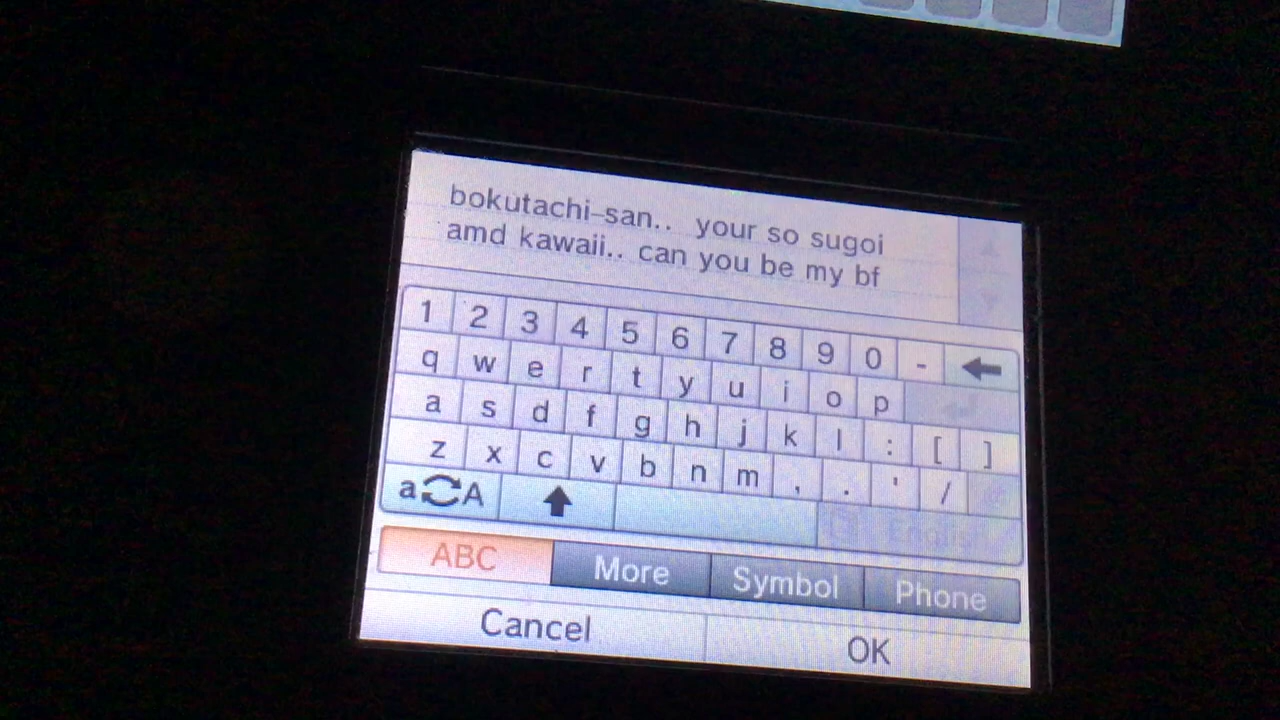 bokutachi-san..  your so sugoi
amd kawaii.. can you be my bf
1 2 3 4 5 6 7 8 9 0 -
q w e r t y u i o p
a s d f g h j k l : [ ]
z x c v b n m , . ' /
a A
English
ABC More Symbol Phone
Cancel OK